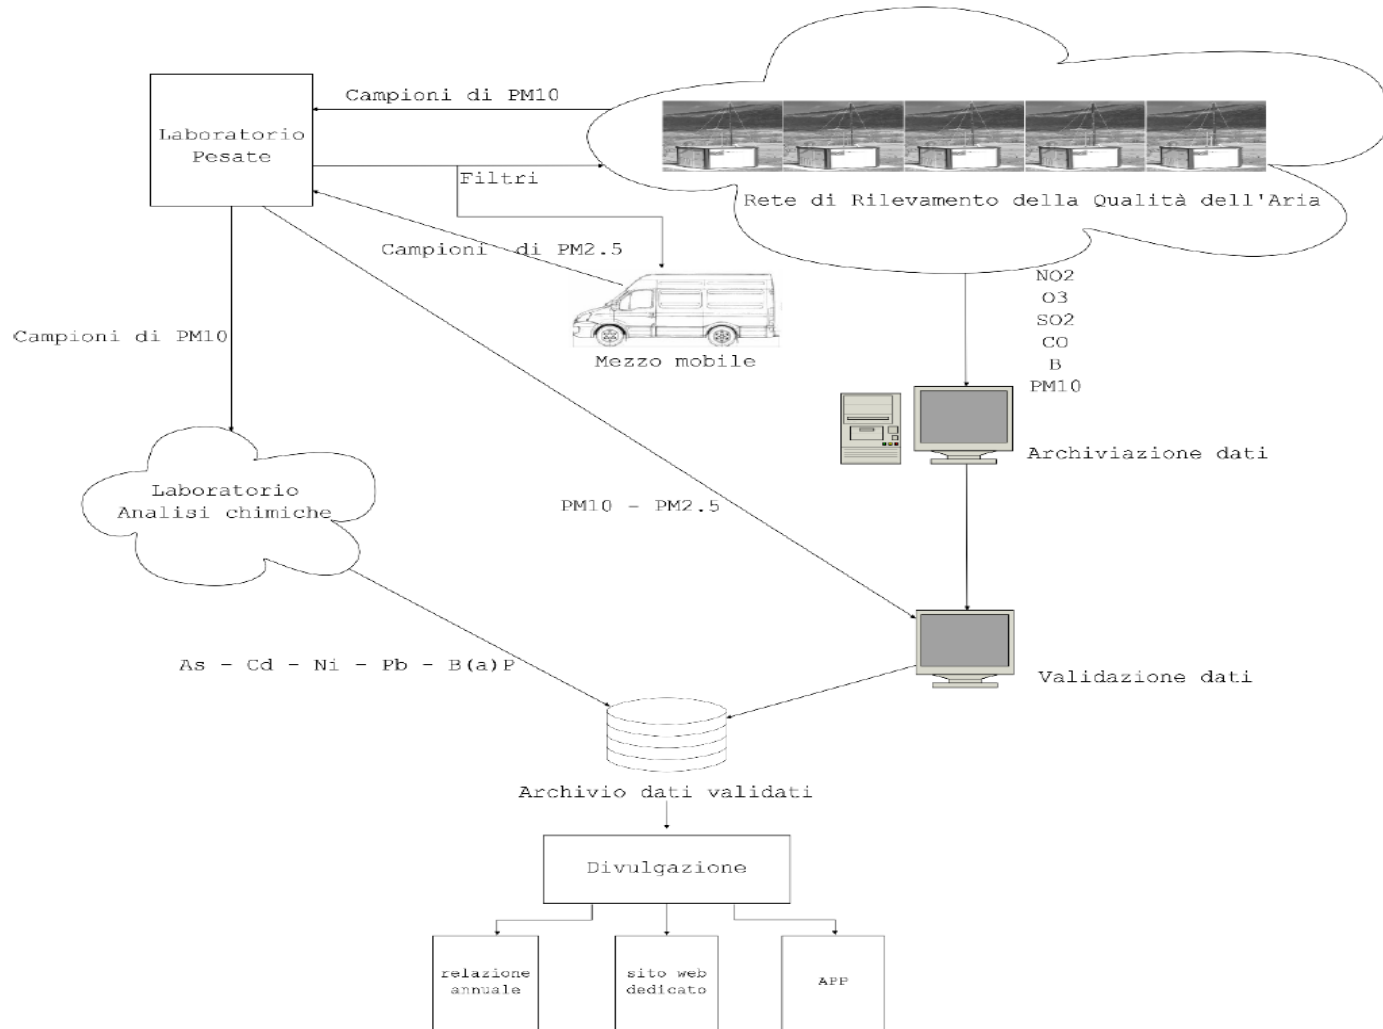 Campioni di PM10
Laboratorio
Pesate
Filtri
Rete di Rilevamento della Qualità dell'Aria
Campioni di PM2.5
Mezzo mobile
NO2
O3
SO2
CO
B
PM10
Campioni di PM10
Archiviazione dati
Laboratorio
Analisi chimiche
PM10 - PM2.5
As - Cd - Ni - Pb - B(a)P
Validazione dati
Archivio dati validati
Divulgazione
relazione
annuale
sito web
dedicato
APP